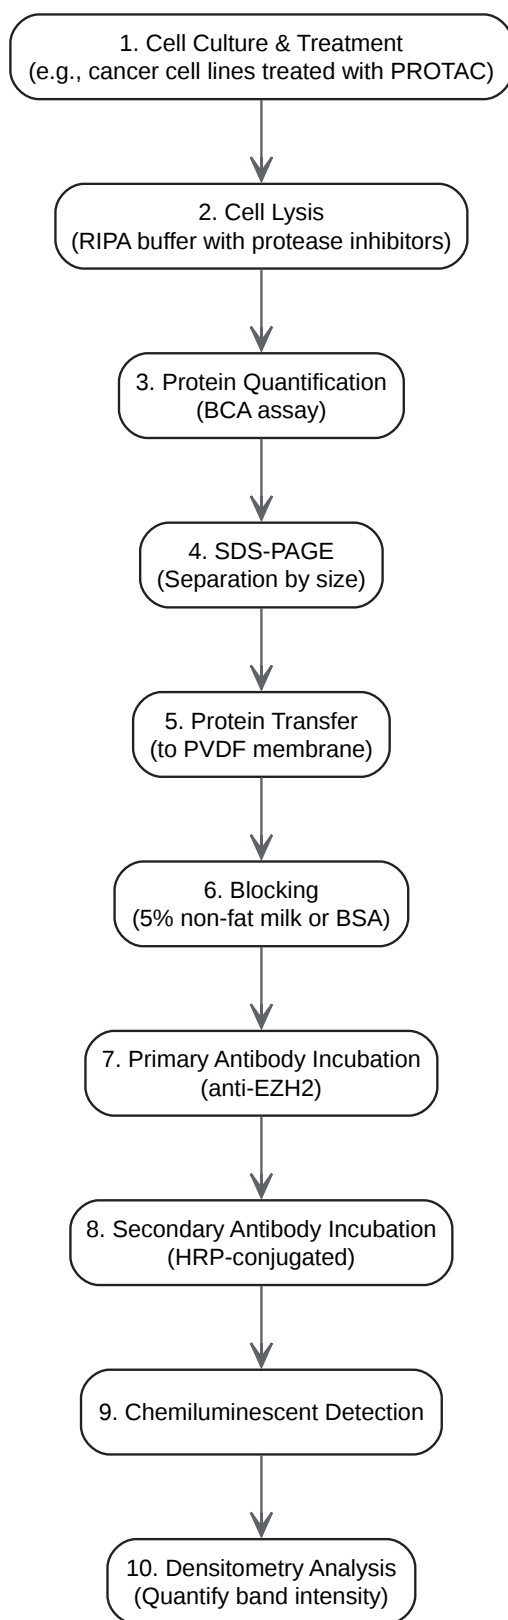 1. Cell Culture & Treatment
(e.g., cancer cell lines treated with PROTAC)
2. Cell Lysis
(RIPA buffer with protease inhibitors)
3. Protein Quantification
(BCA assay)
4. SDS-PAGE
(Separation by size)
5. Protein Transfer
(to PVDF membrane)
6. Blocking
(5% non-fat milk or BSA)
7. Primary Antibody Incubation
(anti-EZH2)
8. Secondary Antibody Incubation
(HRP-conjugated)
9. Chemiluminescent Detection
10. Densitometry Analysis
(Quantify band intensity)